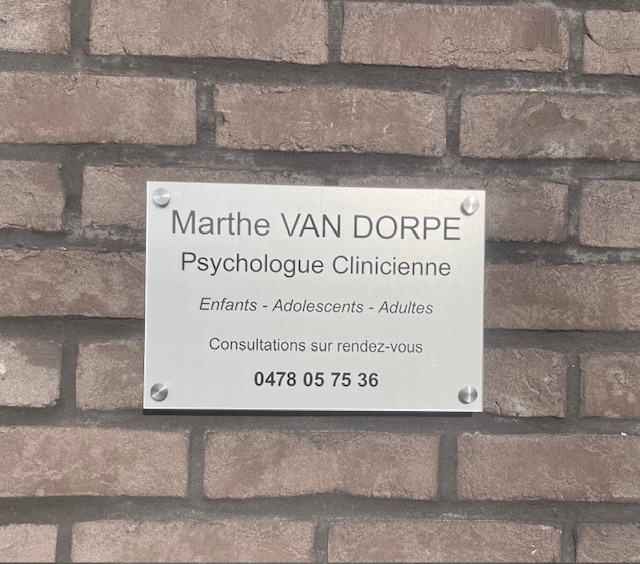 Marthe VAN DORPE
Psychologue Clinicienne
Enfants - Adolescents - Adultes
Consultations sur rendez-vous
0478 05 75 36